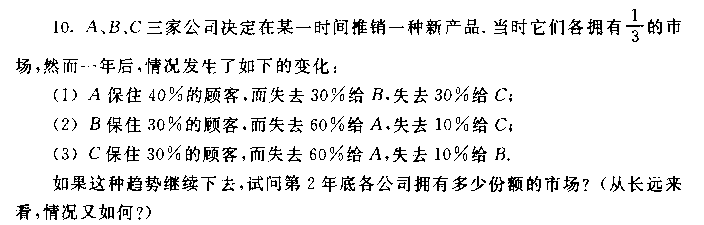 10. A、B、C三家公司决定在某一时间推销一种新产品.当时它们各拥有1/3的市
场,然而一年后,情况发生了如下的变化:
(1) A保住40%的顾客,而失去30%给B,失去30%给C;
(2) B保住30%的顾客,而失去60%给A,失去10%给C;
(3) C保住30%的顾客,而失去60%给A,失去10%给B.
如果这种趋势继续下去,试问第2年底各公司拥有多少份额的市场?(从长远来
看,情况又如何?)